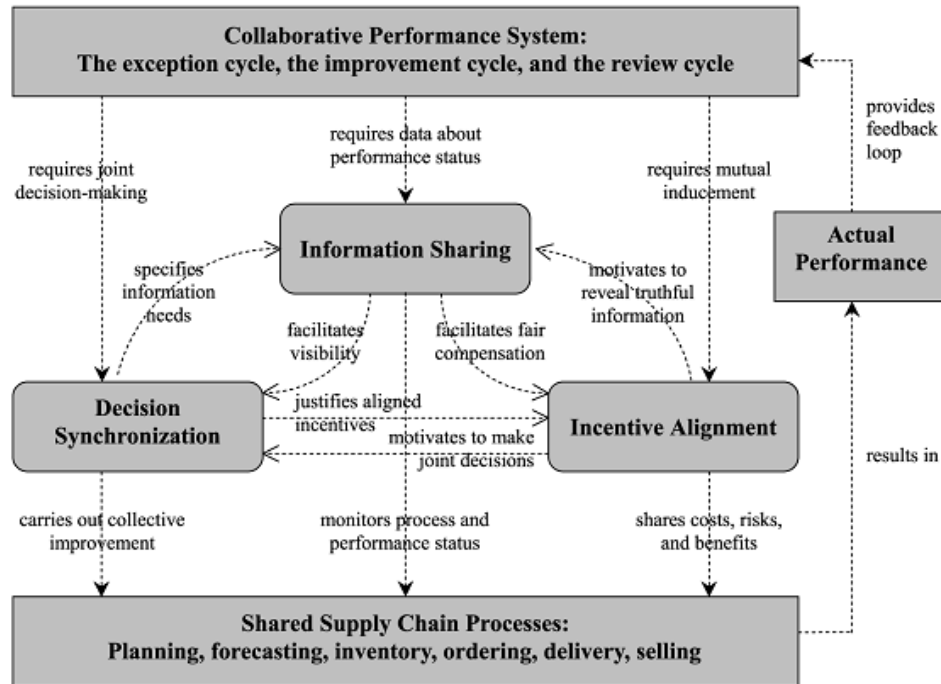 Collaborative Performance System:
The exception cycle, the improvement cycle, and the review cycle
requires joint
decision-making
requires data about
performance status
requires mutual
inducement
provides
feedback
loop
Information Sharing
Actual
Performance
specifies
information
needs
motivates to
reveal truthful
information
facilitates
visibility
facilitates fair
compensation
Decision
Synchronization
justifies aligned
incentives
motivates to make
joint decisions
Incentive Alignment
results in
carries out collective
improvement
monitors process and
performance status
shares costs, risks,
and benefits
Shared Supply Chain Processes:
Planning, forecasting, inventory, ordering, delivery, selling